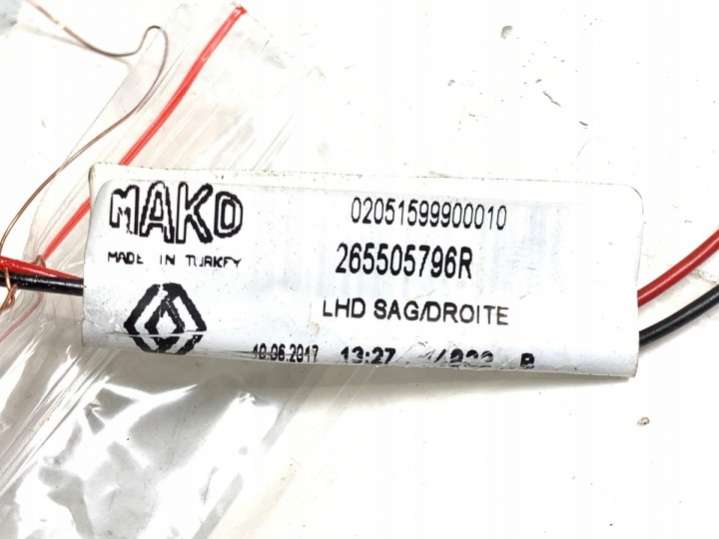 MAKO
MADE IN TURKEY
02051599900010
265505796R
LHD SAG/DROITE
10.06.2017 13:27 B